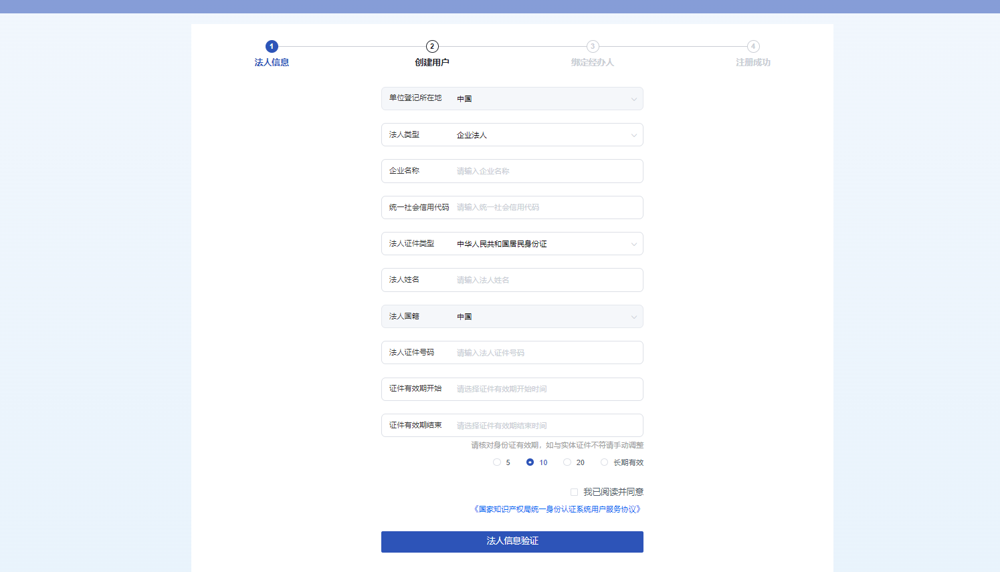 1
2
3
4
法人信息
创建用户
绑定经办人
注册成功
单位登记所在地 中国
法人类型 企业法人
企业名称 请输入企业名称
统一社会信用代码 请输入统一社会信用代码
法人证件类型 中华人民共和国居民身份证
法人姓名 请输入法人姓名
法人国籍 中国
法人证件号码 请输入法人证件号码
证件有效期开始 请选择证件有效期开始时间
证件有效期结束 请选择证件有效期结束时间
请核对身份证有效期，如与实体证件不符请手动调整
5 10 20 长期有效
我已阅读并同意
《国家知识产权局统一身份认证系统用户服务协议》
法人信息验证